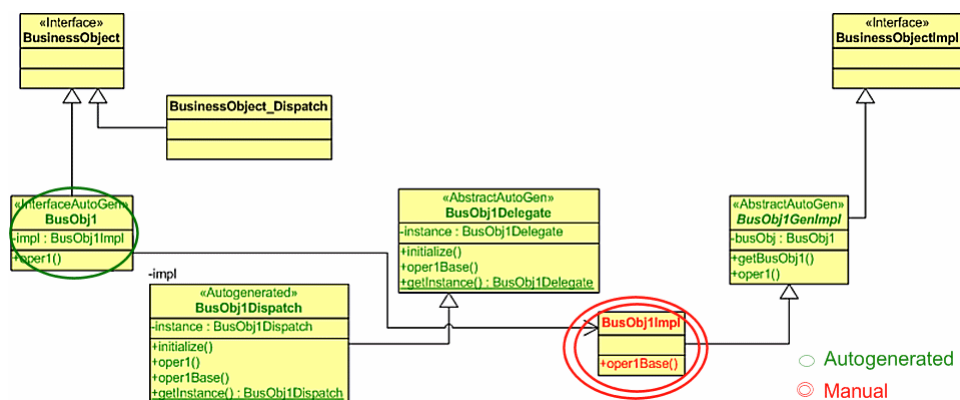 «Interface»
BusinessObject
«Interface»
BusinessObjectImpl
BusinessObject_Dispatch
«InterfaceAutoGen»
BusObj1
-impl : BusObj1Impl
+oper1()
«AbstractAutoGen»
BusObj1Delegate
-instance : BusObj1Delegate
+initialize()
+oper1Base()
+getInstance() : BusObj1Delegate
«AbstractAutoGen»
BusObj1GenImpl
-busObj : BusObj1
+getBusObj1()
+oper1()
-impl
«Autogenerated»
BusObj1Dispatch
-instance : BusObj1Dispatch
+initialize()
+oper1()
+oper1Base()
+getInstance() : BusObj1Dispatch
BusObj1Impl
+oper1Base()
Autogenerated
Manual